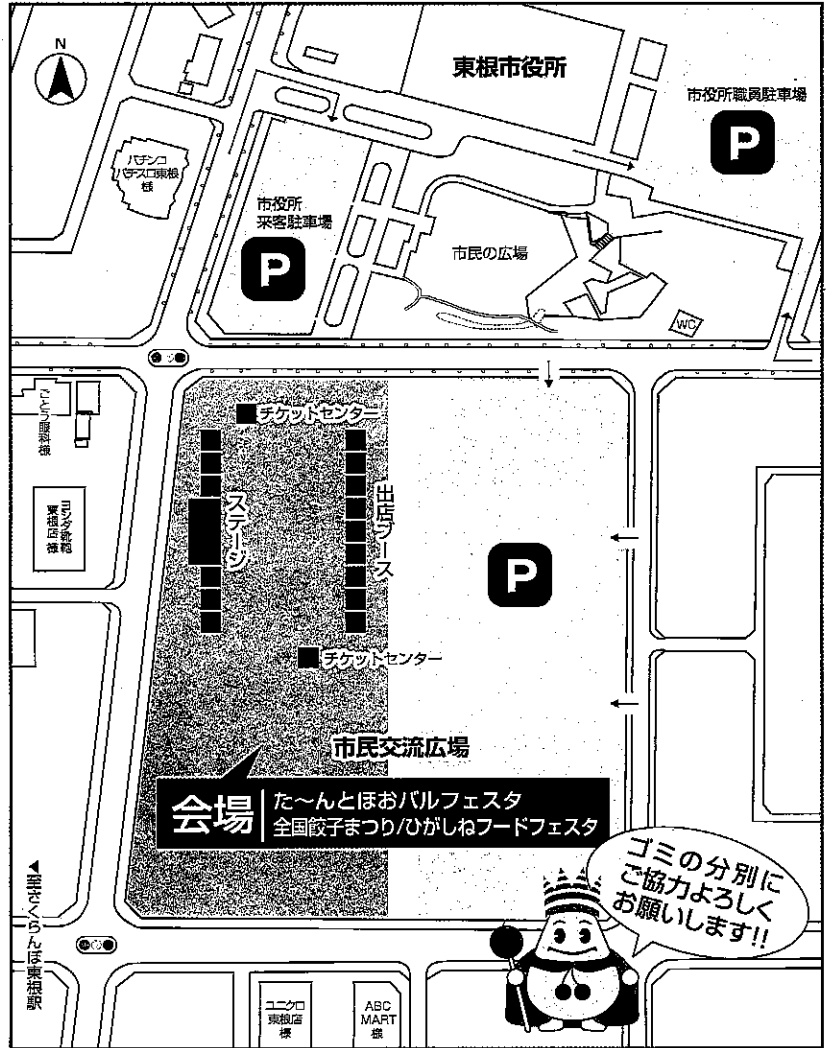 N
東根市役所
市役所職員駐車場
P
パチンコ
パチスロ東根
様
市役所
来客駐車場
P
市民の広場
WC
ごとう眼科様
チケットセンター
ステージ
出店ブース
ヨシダ靴鞄
東根店
様
P
チケットセンター
市民交流広場
会場
た〜んとほおバルフェスタ
全国餃子まつり/ひがしねフードフェスタ
ゴミの分別に
ご協力よろしく
お願いします!!
◀至さくらんぼ東根駅
ユニクロ
東根店
様
ABC
MART
様